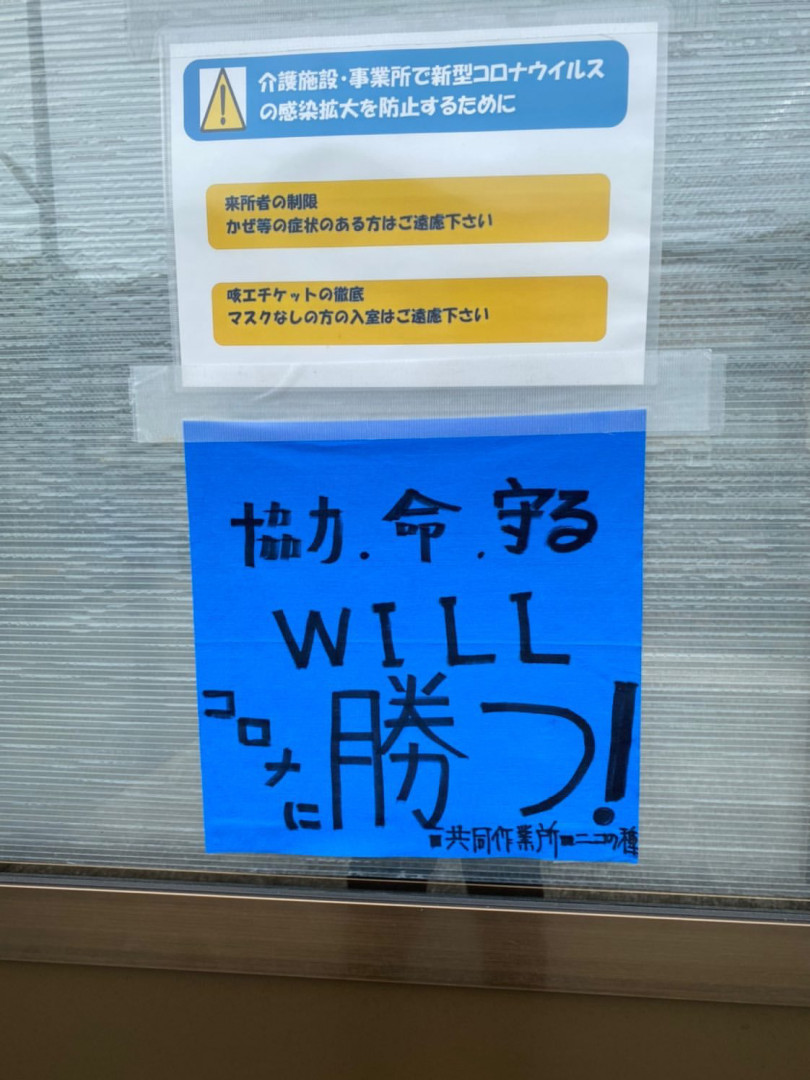 介護施設・事業所で新型コロナウイルス
の感染拡大を防止するために
来所者の制限
かぜ等の症状のある方はご遠慮下さい
咳エチケットの徹底
マスクなしの方の入室はご遠慮下さい
協力.命.守る
WILL
コロナに
勝つ!
共同作業所 ニコの種